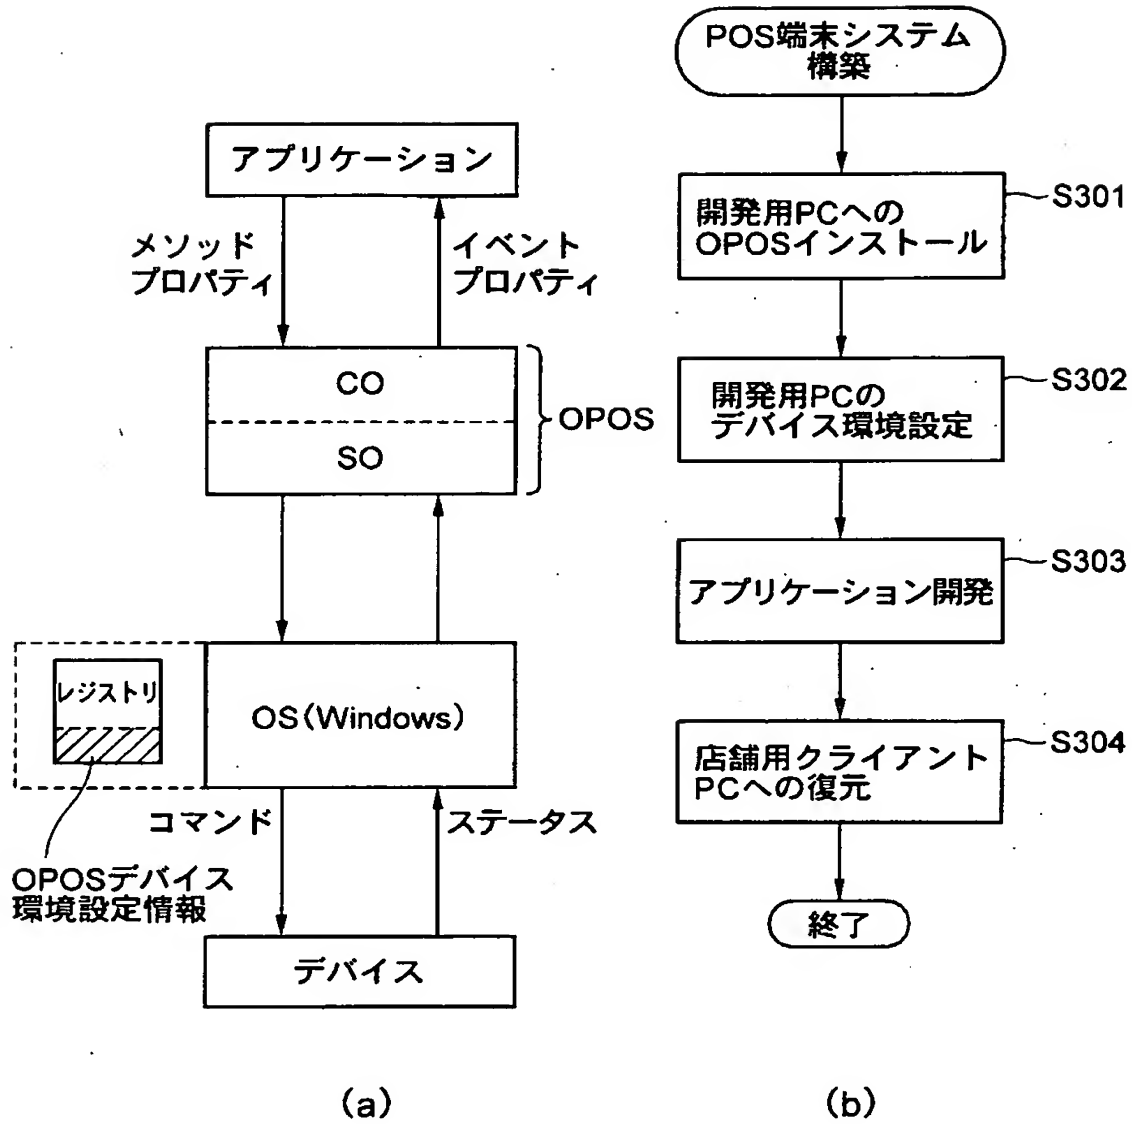 アプリケーション
メソッド
プロパティ
イベント
プロパティ
CO
SO
OPOS
レジストリ
OS(Windows)
コマンド
ステータス
OPOSデバイス
環境設定情報
デバイス
(a)
POS端末システム
構築
開発用PCへの
OPOSインストール
S301
開発用PCの
デバイス環境設定
S302
アプリケーション開発
S303
店舗用クライアント
PCへの復元
S304
終了
(b)